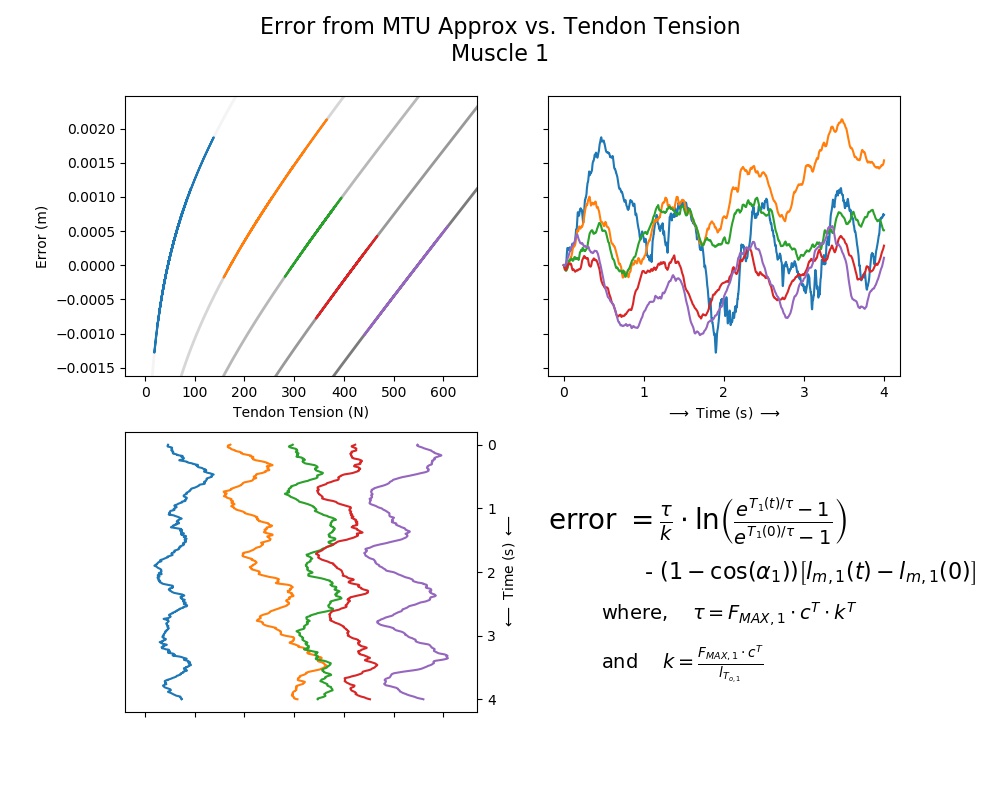 Error from MTU Approx vs. Tendon Tension
Muscle 1
0.0020
0.0015
0.0010
0.0005
0.0000
−0.0005
−0.0010
−0.0015
Error (m)
0 100 200 300 400 500 600
Tendon Tension (N)
0 1 2 3 4
⟶ Time (s) ⟶
0
1
2
3
4
⟵ Time (s) ⟵
error = τ/k · ln((e^{T_1(t)/τ} − 1)/(e^{T_1(0)/τ} − 1))
- (1 − cos(α_1))[l_{m,1}(t) − l_{m,1}(0)]
where, τ = F_{MAX,1} · c^T · k^T
and k = F_{MAX,1} · c^T / l_{T_{o,1}}